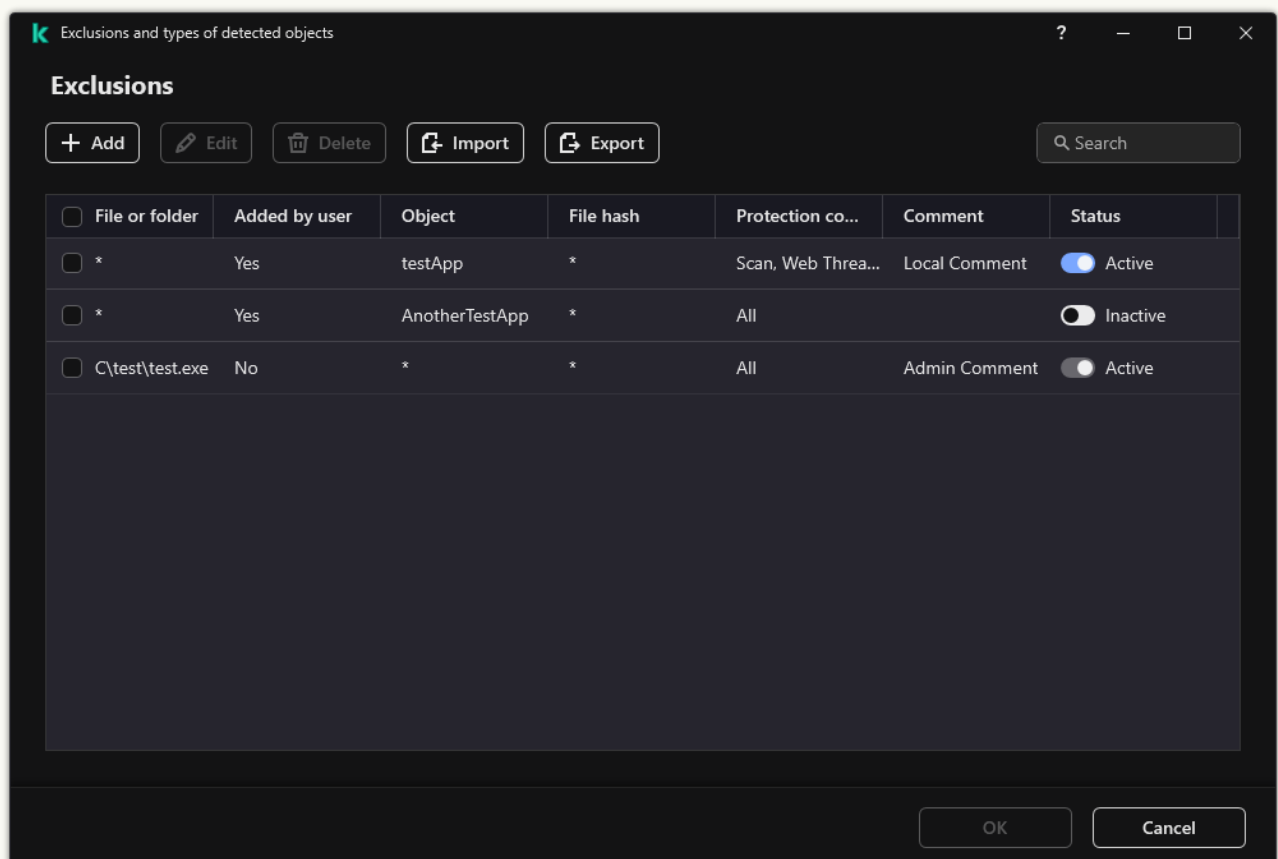 Exclusions and types of detected objects ?
Exclusions
Add Edit Delete Import Export Search
File or folder Added by user Object File hash Protection co... Comment Status
* Yes testApp * Scan, Web Threa... Local Comment Active
* Yes AnotherTestApp * All Inactive
C\test\test.exe No * * All Admin Comment Active
OK Cancel